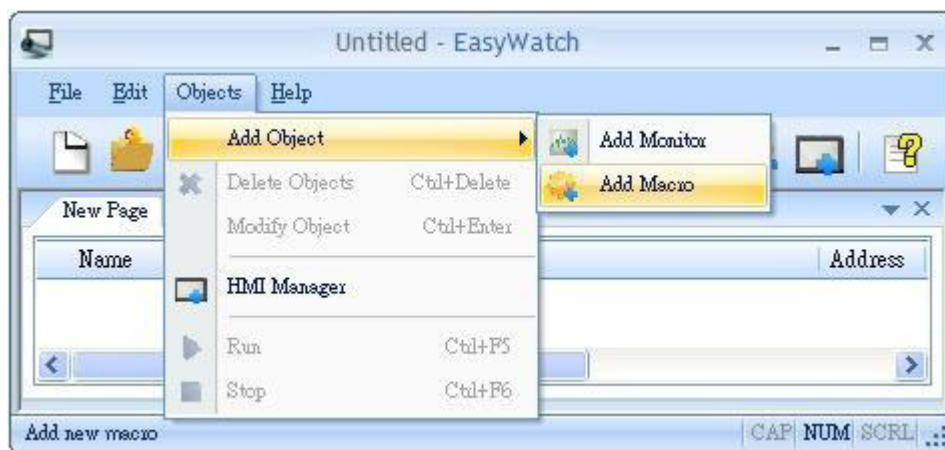 Untitled - EasyWatch
File Edit Objects Help
Add Object
Add Monitor
Delete Objects Ctrl+Delete
Add Macro
New Page
Modify Object Ctrl+Enter
Name
Address
HMI Manager
Run Ctrl+F5
Stop Ctrl+F6
Add new macro
CAP NUM SCRL